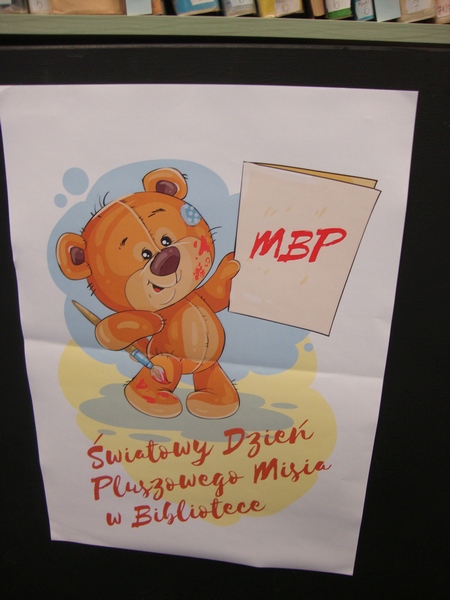 MBP
Światowy Dzień
Pluszowego Misia
w Bibliotece